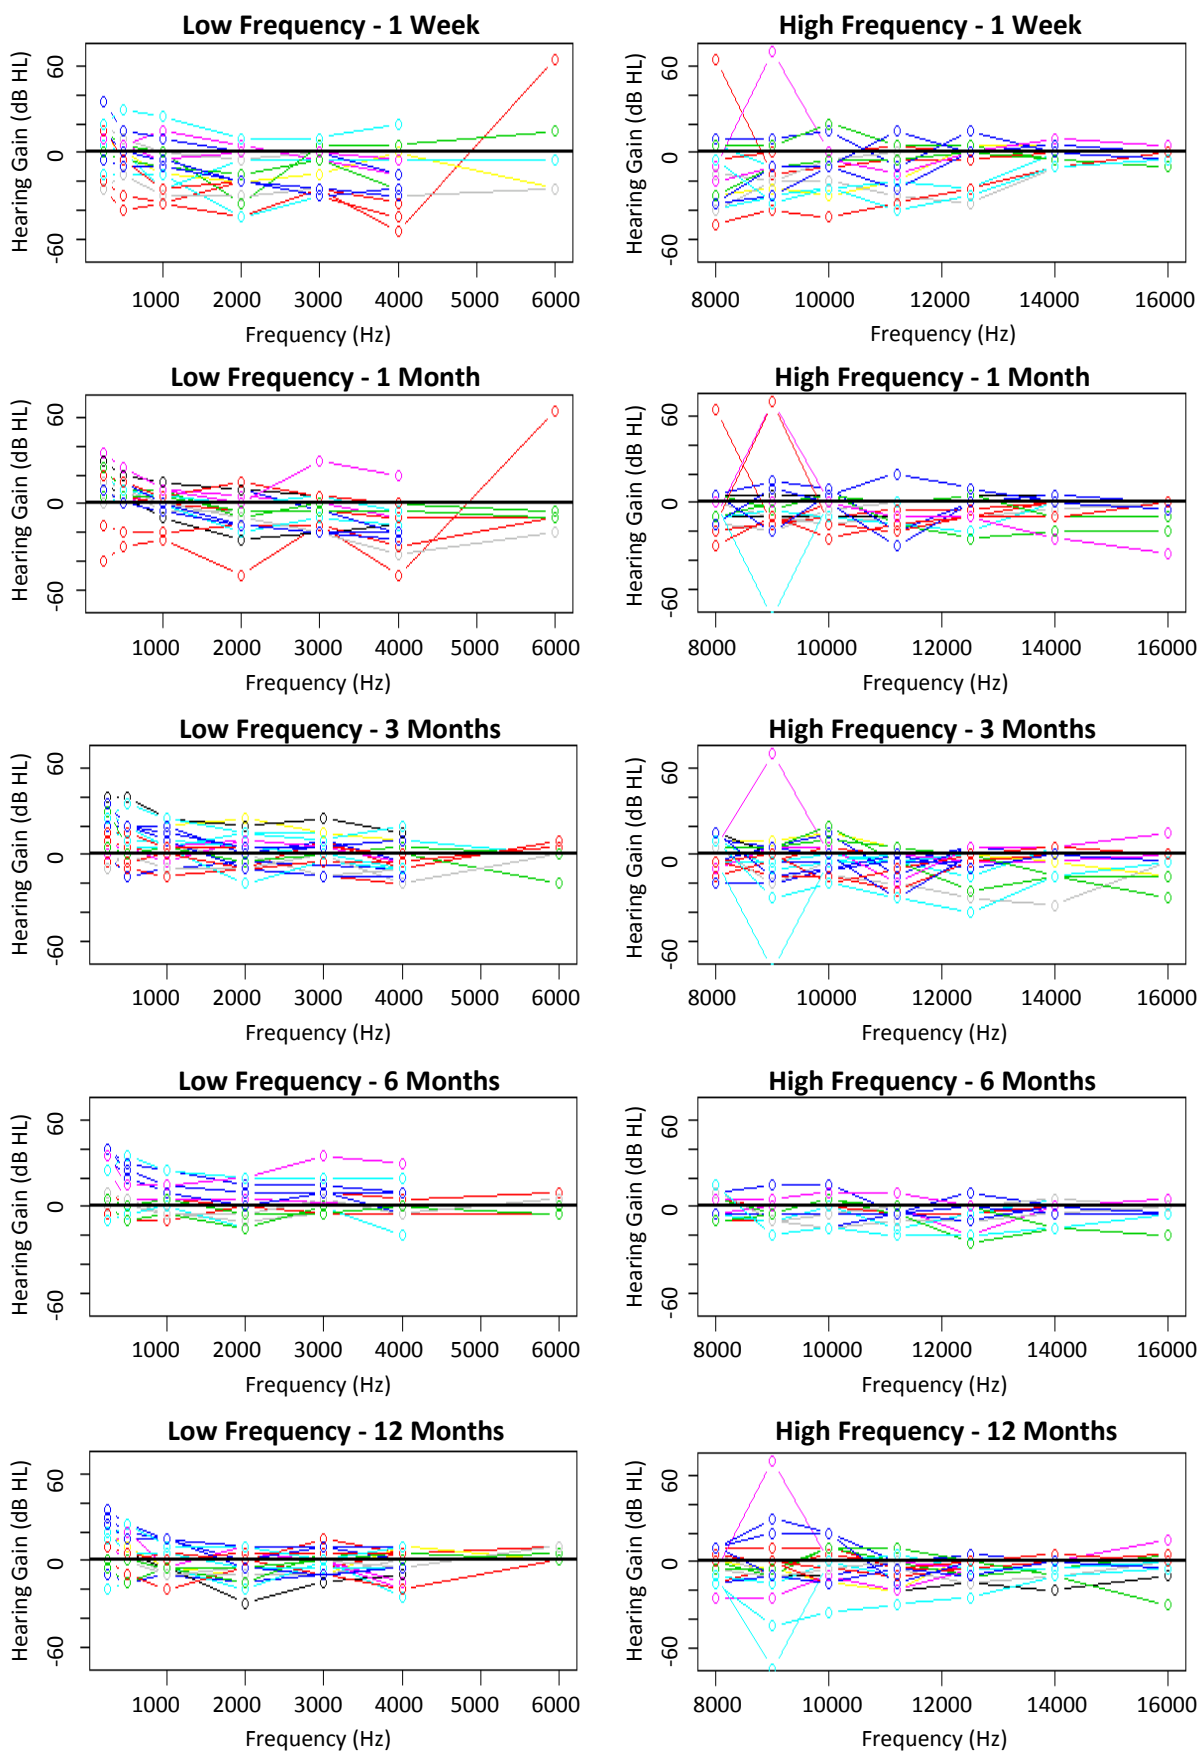 Low Frequency - 1 Week
Hearing Gain (dB HL)
60
0
-60
1000 2000 3000 4000 5000 6000
Frequency (Hz)
High Frequency - 1 Week
Hearing Gain (dB HL)
60
0
-60
8000 10000 12000 14000 16000
Frequency (Hz)
Low Frequency - 1 Month
Hearing Gain (dB HL)
60
0
-60
1000 2000 3000 4000 5000 6000
Frequency (Hz)
High Frequency - 1 Month
Hearing Gain (dB HL)
60
0
-60
8000 10000 12000 14000 16000
Frequency (Hz)
Low Frequency - 3 Months
Hearing Gain (dB HL)
60
0
-60
1000 2000 3000 4000 5000 6000
Frequency (Hz)
High Frequency - 3 Months
Hearing Gain (dB HL)
60
0
-60
8000 10000 12000 14000 16000
Frequency (Hz)
Low Frequency - 6 Months
Hearing Gain (dB HL)
60
0
-60
1000 2000 3000 4000 5000 6000
Frequency (Hz)
High Frequency - 6 Months
Hearing Gain (dB HL)
60
0
-60
8000 10000 12000 14000 16000
Frequency (Hz)
Low Frequency - 12 Months
Hearing Gain (dB HL)
60
0
-60
1000 2000 3000 4000 5000 6000
Frequency (Hz)
High Frequency - 12 Months
Hearing Gain (dB HL)
60
0
-60
8000 10000 12000 14000 16000
Frequency (Hz)